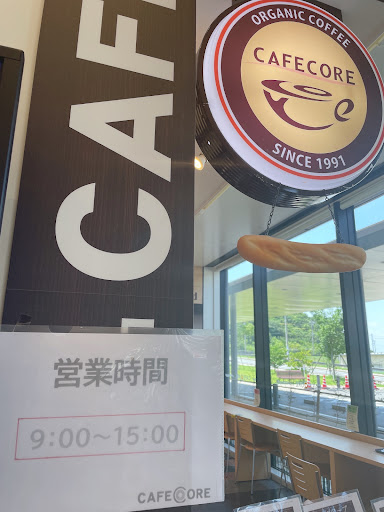 ORGANIC COFFEE
CAFECORE
SINCE 1991
CAFE
営業時間
9:00～15:00
CAFECORE